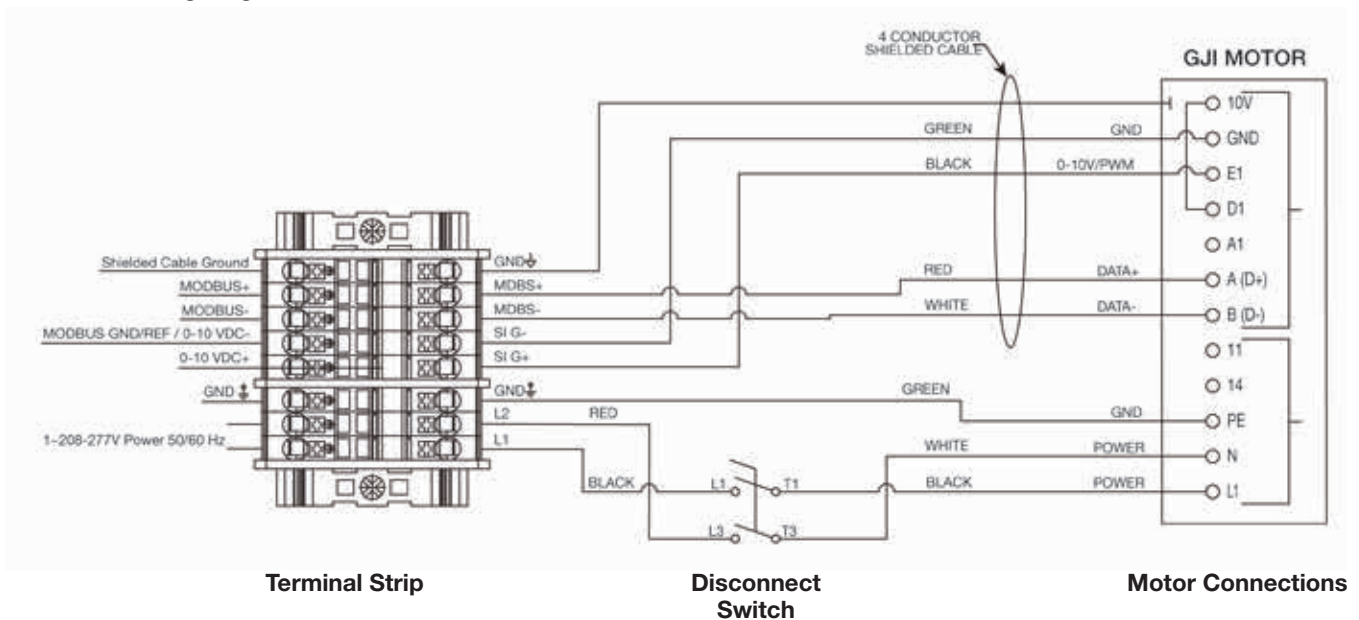 4 CONDUCTOR
SHIELDED CABLE
GJI MOTOR
10V
GREEN GND GND
BLACK 0-10V/PWM E1
D1
A1
Shielded Cable Ground GND
MODBUS+ MDBS+ RED DATA+ A (D+)
MODBUS- MDBS- WHITE DATA- B (D-)
MODBUS GND/REF / 0-10 VDC- SI G-
0-10 VDC+ SI G+
11
14
GND GND GREEN GND PE
L2 RED
1~208-277V Power 50/60 Hz L1
WHITE POWER N
BLACK L1 T1 BLACK POWER L1
L3 T3
Terminal Strip
Disconnect
Switch
Motor Connections